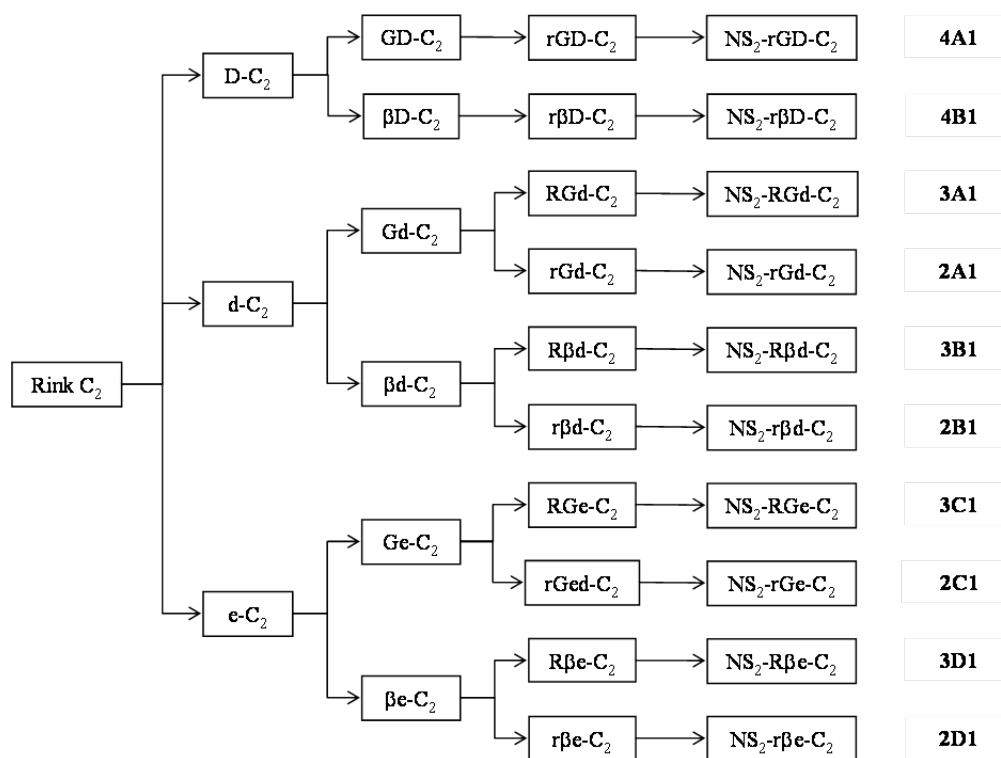 GD-C₂ rGD-C₂ NS₂-rGD-C₂ 4A1
D-C₂
βD-C₂ rβD-C₂ NS₂-rβD-C₂ 4B1
RGd-C₂ NS₂-RGd-C₂ 3A1
Gd-C₂
rGd-C₂ NS₂-rGd-C₂ 2A1
d-C₂
Rβd-C₂ NS₂-Rβd-C₂ 3B1
Rink C₂ βd-C₂
rβd-C₂ NS₂-rβd-C₂ 2B1
RGe-C₂ NS₂-RGe-C₂ 3C1
Ge-C₂
rGed-C₂ NS₂-rGe-C₂ 2C1
e-C₂
Rβe-C₂ NS₂-Rβe-C₂ 3D1
βe-C₂
rβe-C₂ NS₂-rβe-C₂ 2D1